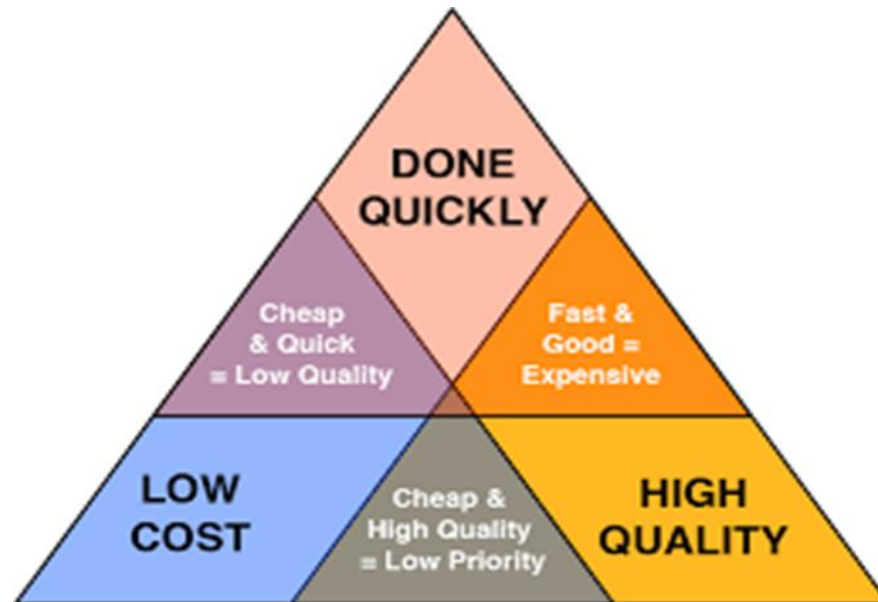 DONE
QUICKLY
Cheap
& Quick
= Low Quality
Fast &
Good =
Expensive
LOW
COST
Cheap &
High Quality
= Low Priority
HIGH
QUALITY